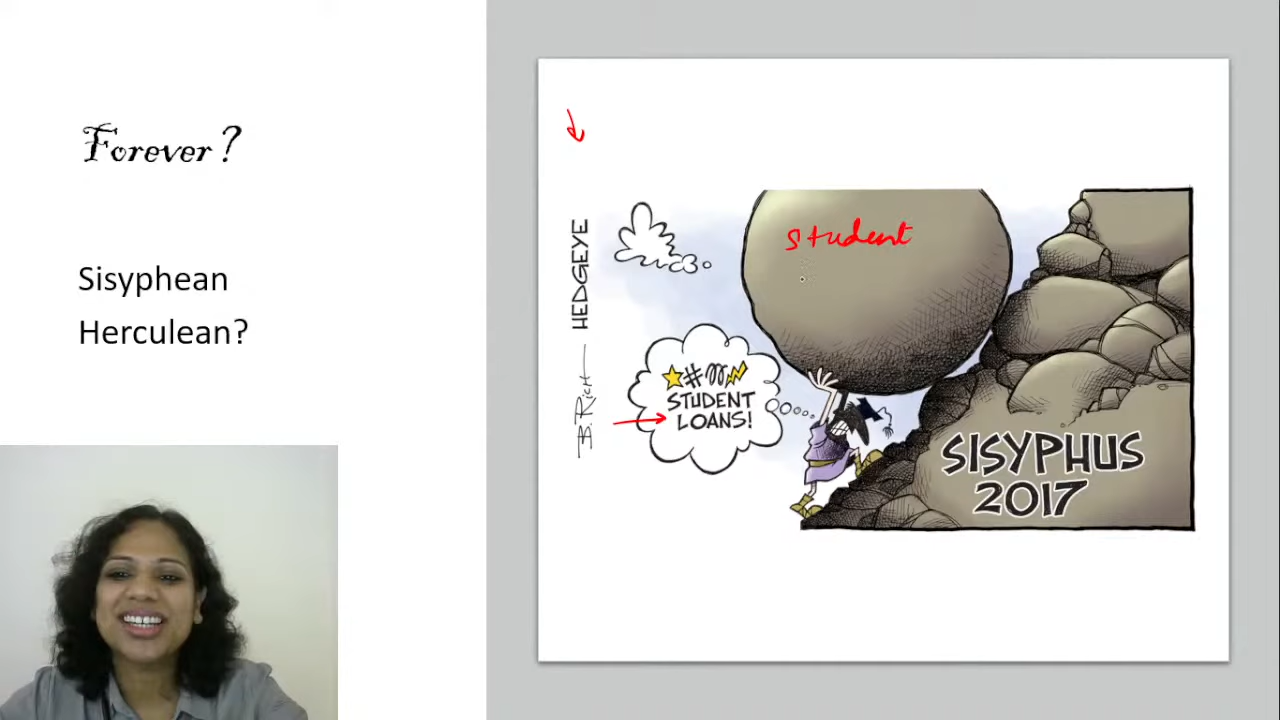 Forever?
Sisyphean
Herculean?
B. Rich HEDGEYE
student
#
STUDENT
LOANS!
SISYPHUS
2017